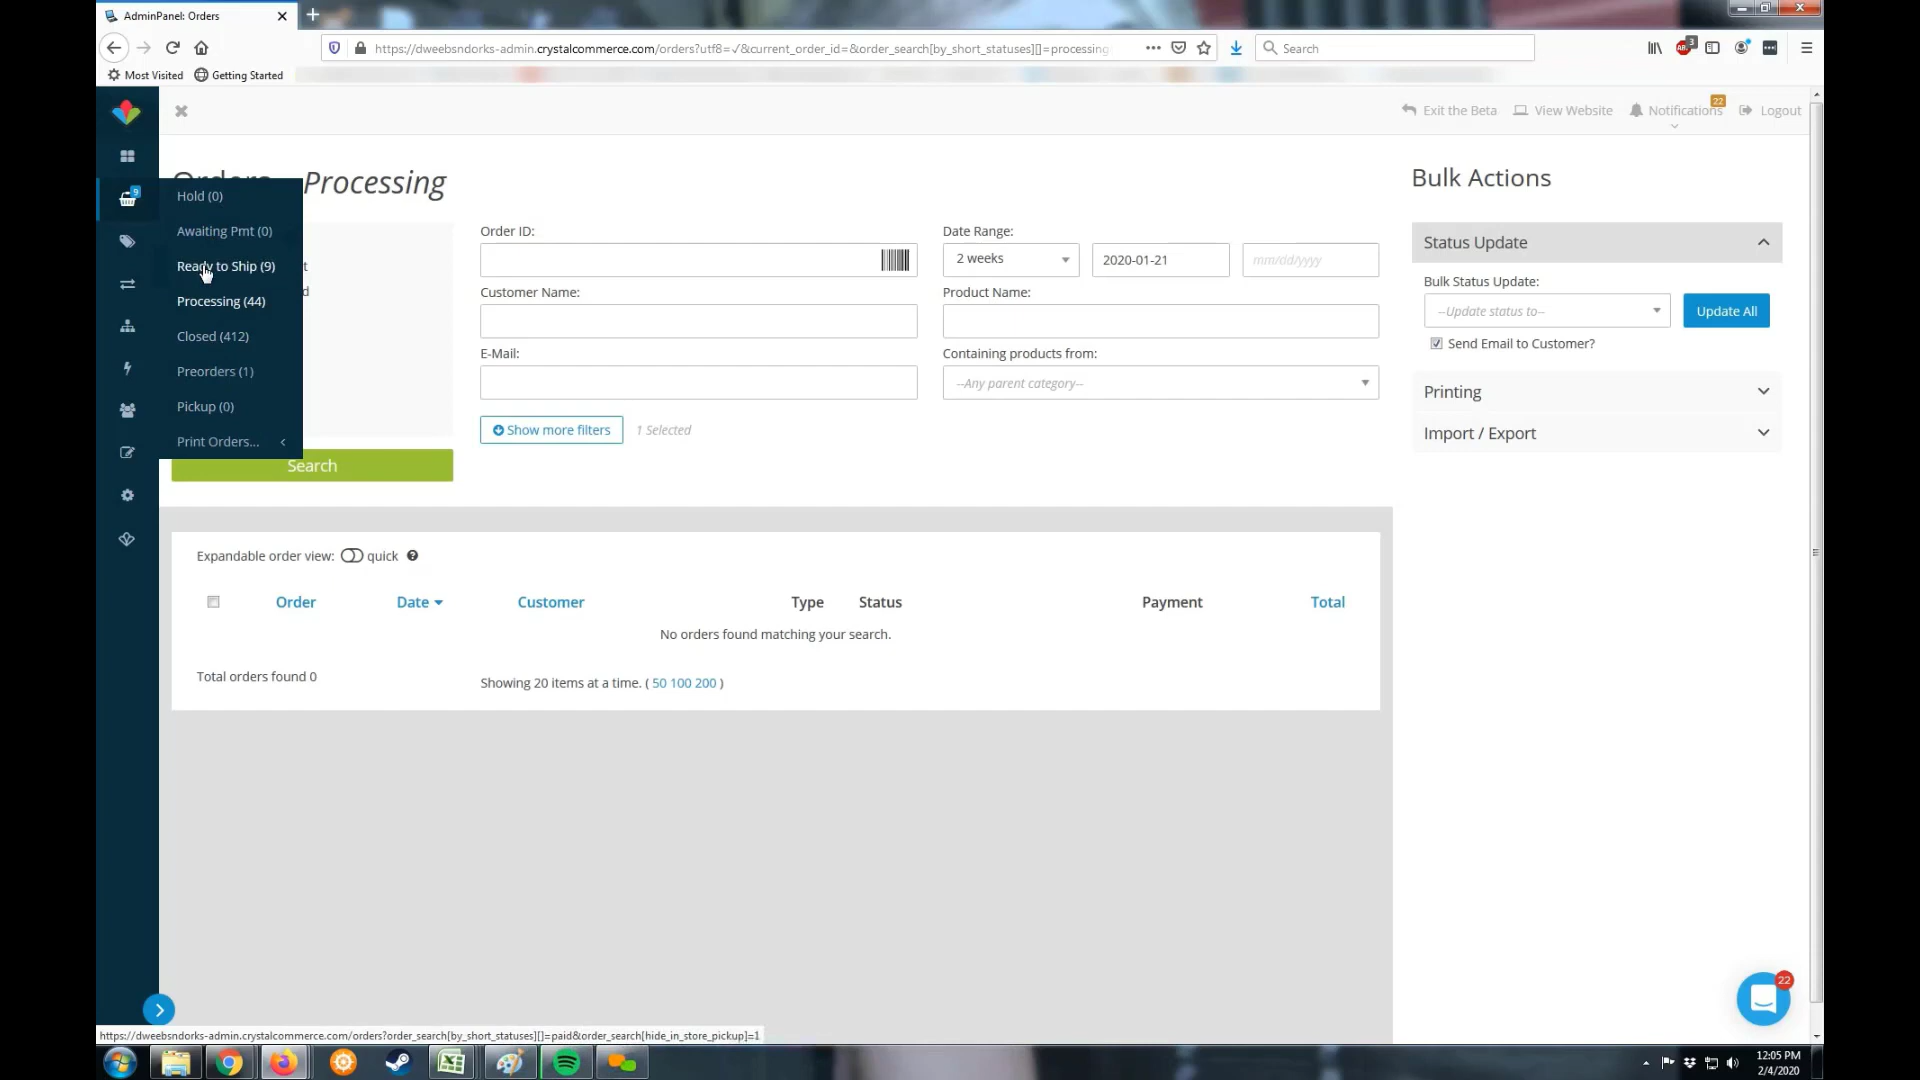 AdminPanel: Orders
https://dweebsndorks-admin.crystalcommerce.com/orders?utf8=✓&current_order_id=&order_search[by_short_statuses][]=processing
Search
3
Most Visited
Getting Started
Exit the Beta
View Website
Notifications
22
Logout
Processing
Bulk Actions
9
Hold (0)
Awaiting Pmt (0)
Ready to Ship (9)
Processing (44)
Closed (412)
Preorders (1)
Pickup (0)
Print Orders...
t
d
Search
Order ID:
Customer Name:
E-Mail:
Show more filters
1 Selected
Date Range:
2 weeks
2020-01-21
mm/dd/yyyy
Product Name:
Containing products from:
--Any parent category--
Status Update
Bulk Status Update:
--Update status to--
Update All
Send Email to Customer?
Printing
Import / Export
Expandable order view: quick
Order Date Customer Type Status Payment Total
No orders found matching your search.
Total orders found 0
Showing 20 items at a time. ( 50 100 200 )
22
https://dweebsndorks-admin.crystalcommerce.com/orders?order_search[by_short_statuses][]=paid&order_search[hide_in_store_pickup]=1
12:05 PM
2/4/2020